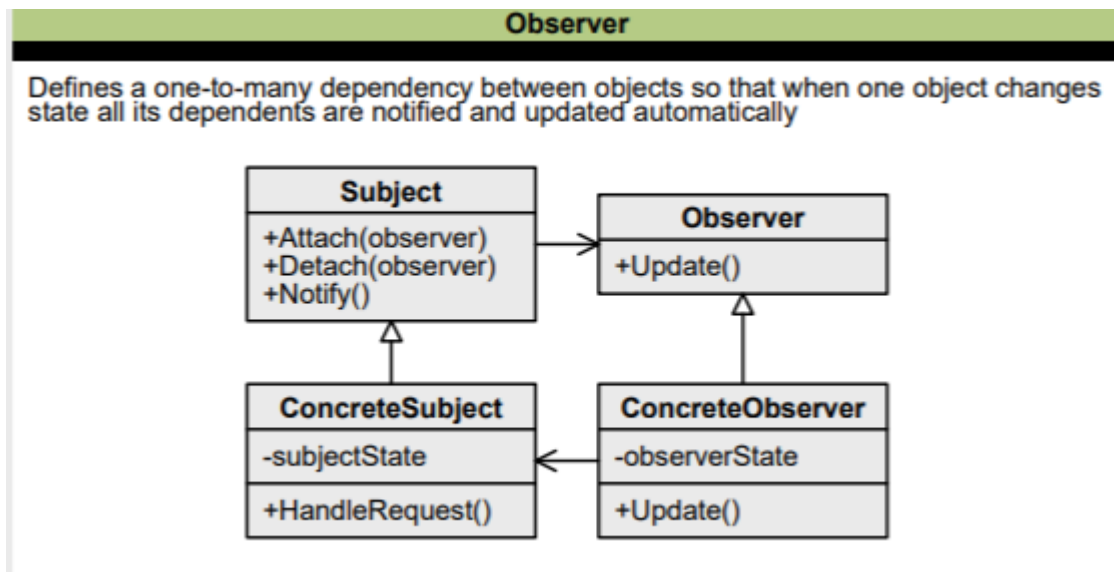 Observer
Defines a one-to-many dependency between objects so that when one object changes
state all its dependents are notified and updated automatically
Subject
+Attach(observer)
+Detach(observer)
+Notify()
Observer
+Update()
ConcreteSubject
-subjectState
+HandleRequest()
ConcreteObserver
-observerState
+Update()